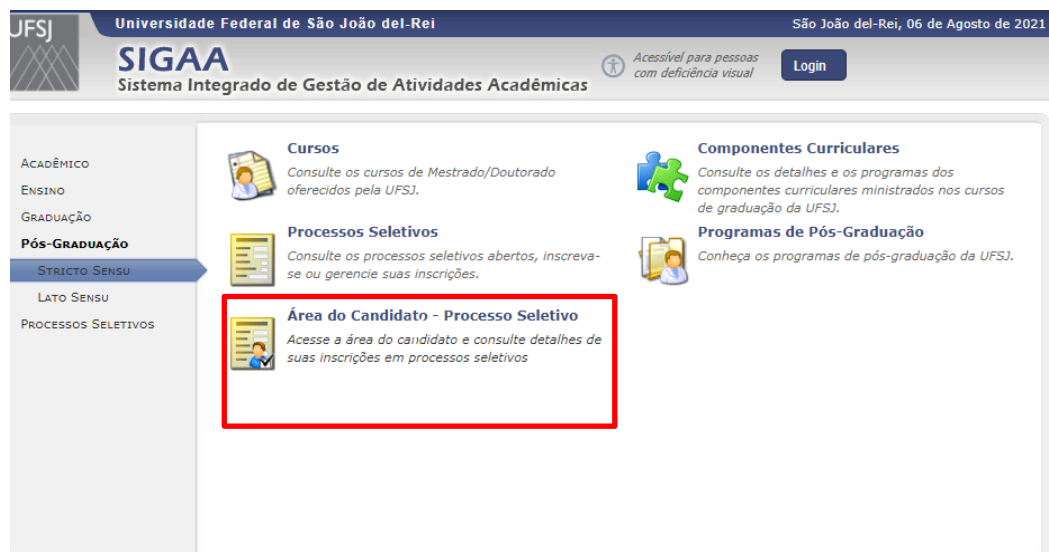 UFSJ
Universidade Federal de São João del-Rei
São João del-Rei, 06 de Agosto de 2021
SIGAA
Sistema Integrado de Gestão de Atividades Acadêmicas
Acessível para pessoas
com deficiência visual
Login
Acadêmico
Ensino
Graduação
Pós-Graduação
Stricto Sensu
Lato Sensu
Processos Seletivos
Cursos
Consulte os cursos de Mestrado/Doutorado
oferecidos pela UFSJ.
Componentes Curriculares
Consulte os detalhes e os programas dos
componentes curriculares ministrados nos cursos
de graduação da UFSJ.
Processos Seletivos
Consulte os processos seletivos abertos, inscreva-
se ou gerencie suas inscrições.
Programas de Pós-Graduação
Conheça os programas de pós-graduação da UFSJ.
Área do Candidato - Processo Seletivo
Acesse a área do candidato e consulte detalhes de
suas inscrições em processos seletivos